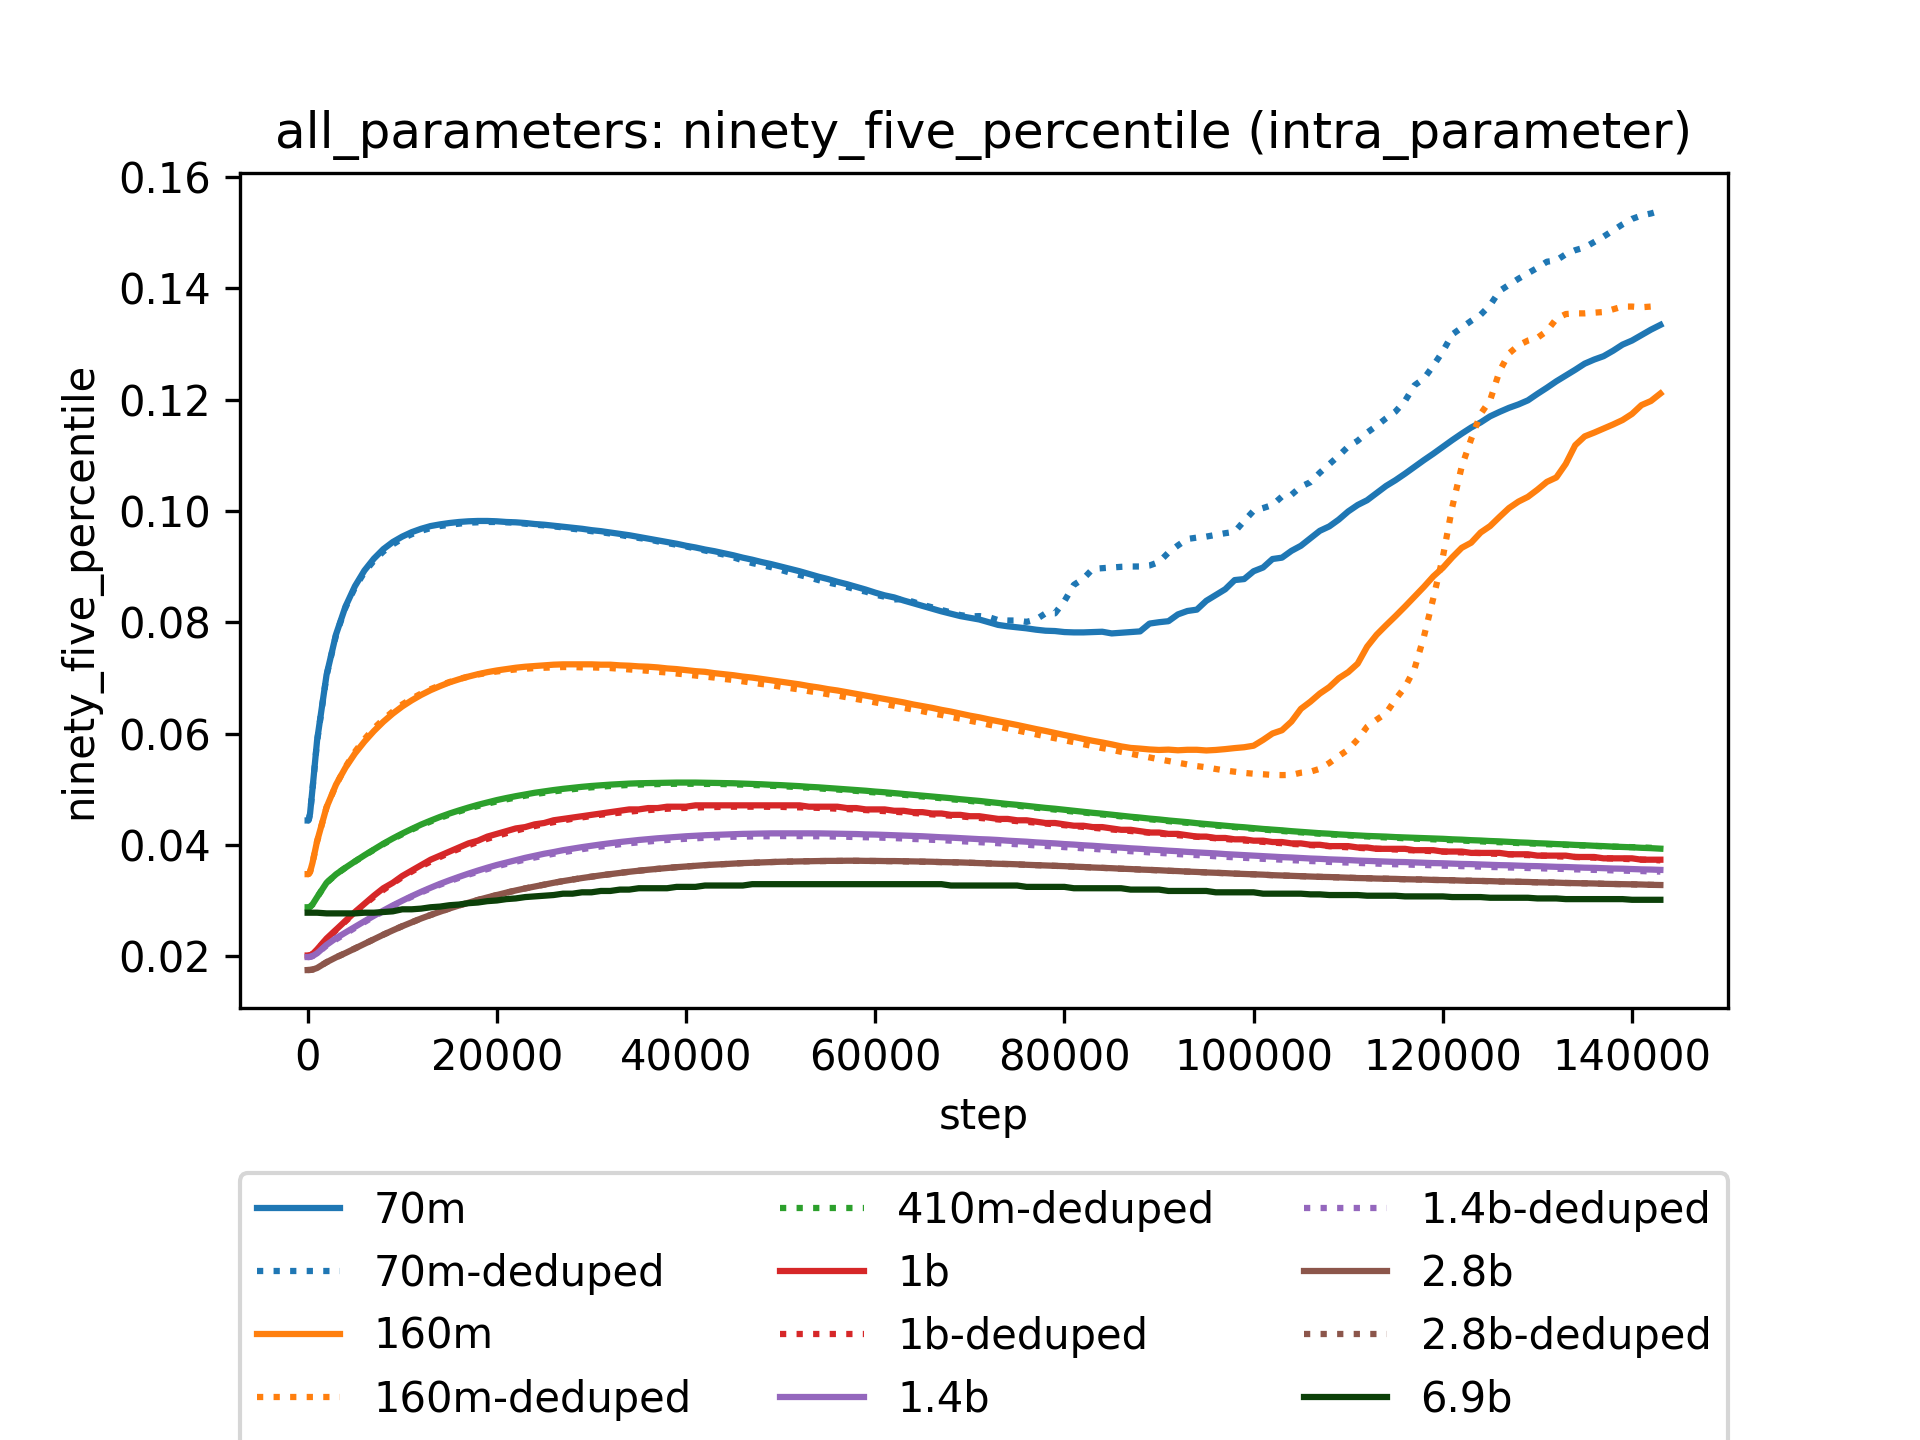 all_parameters: ninety_five_percentile (intra_parameter)
0.16
0.14
0.12
0.10
0.08
0.06
0.04
0.02
ninety_five_percentile
0 20000 40000 60000 80000 100000 120000 140000
step
70m 410m-deduped 1.4b-deduped
70m-deduped 1b 2.8b
160m 1b-deduped 2.8b-deduped
160m-deduped 1.4b 6.9b